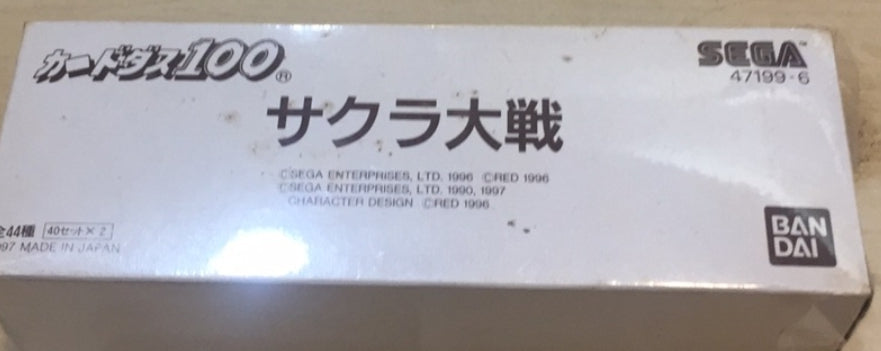 カードダス100®
SEGA™
47199-6
サクラ大戦
©SEGA ENTERPRISES, LTD. 1996 ©RED 1996
©SEGA ENTERPRISES, LTD. 1990, 1997
CHARACTER DESIGN ©RED 1996
全44種 40セット×2
97 MADE IN JAPAN
BAN
DAI